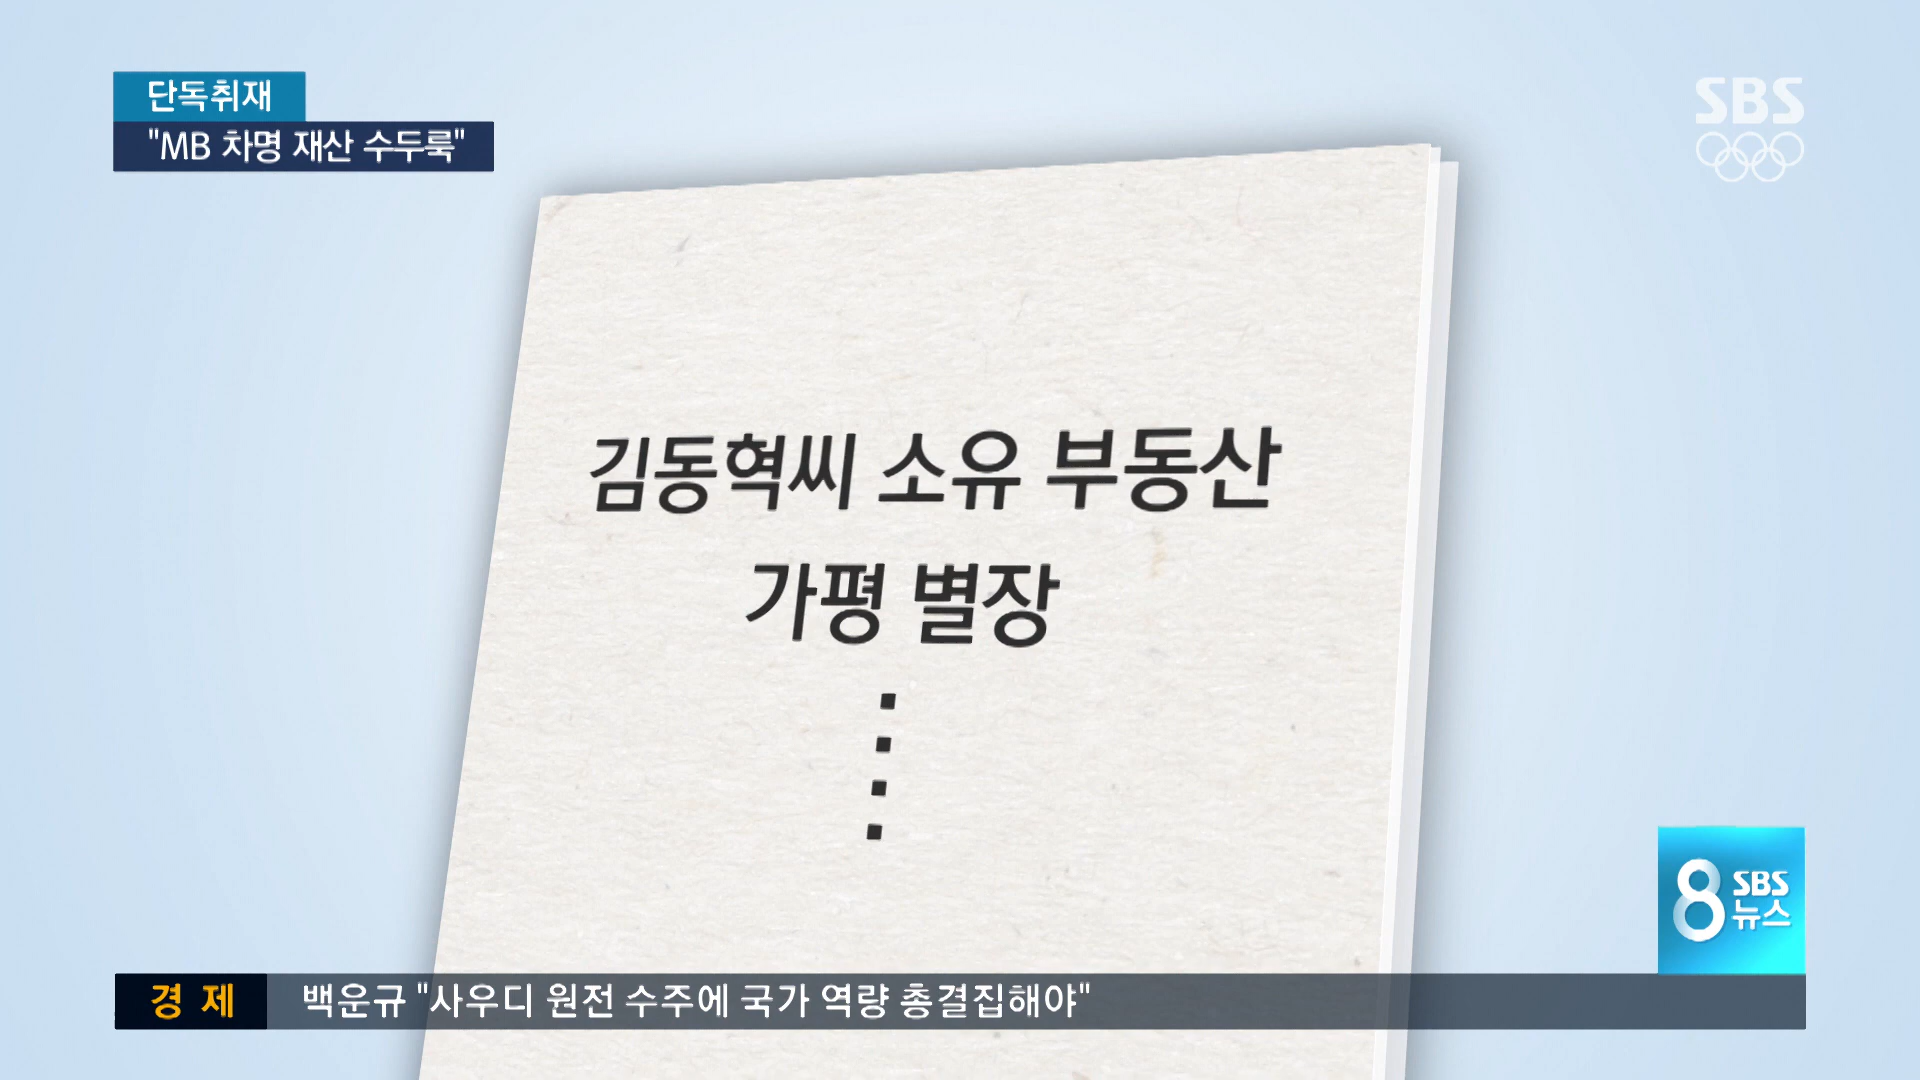 단독취재
"MB 차명 재산 수두룩"
SBS
김동혁씨 소유 부동산
가평 별장
8 SBS
뉴스
경제
백운규 "사우디 원전 수주에 국가 역량 총결집해야"